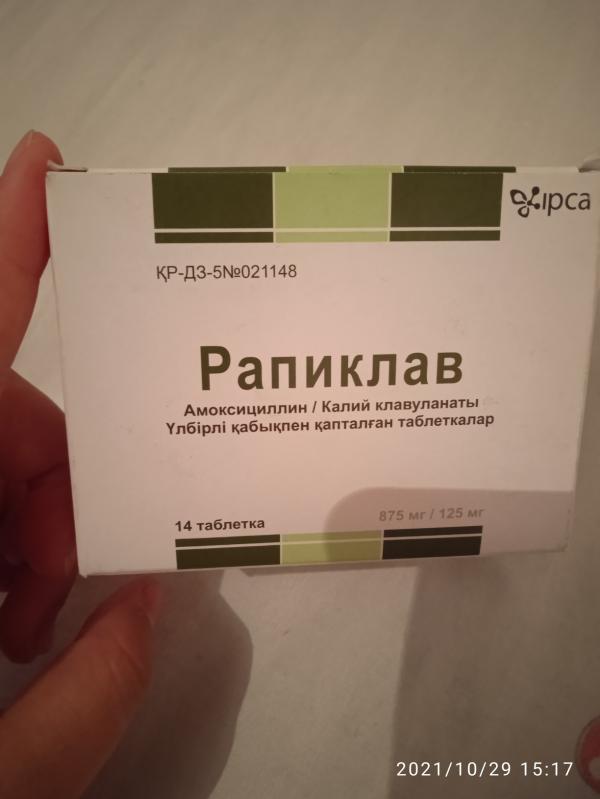 ipca
ҚР-ДЗ-5№021148
Рапиклав
Амоксициллин / Калий клавуланаты
Үлбірлі қабықпен қапталған таблеткалар
875 мг / 125 мг
14 таблетка
2021/10/29 15:17